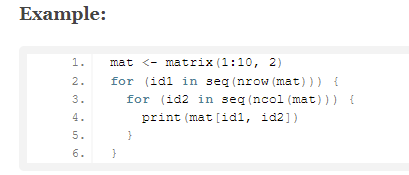 Example:
1. mat <- matrix(1:10, 2)
2. for (id1 in seq(nrow(mat))) {
3.   for (id2 in seq(ncol(mat))) {
4.     print(mat[id1, id2])
5.   }
6. }